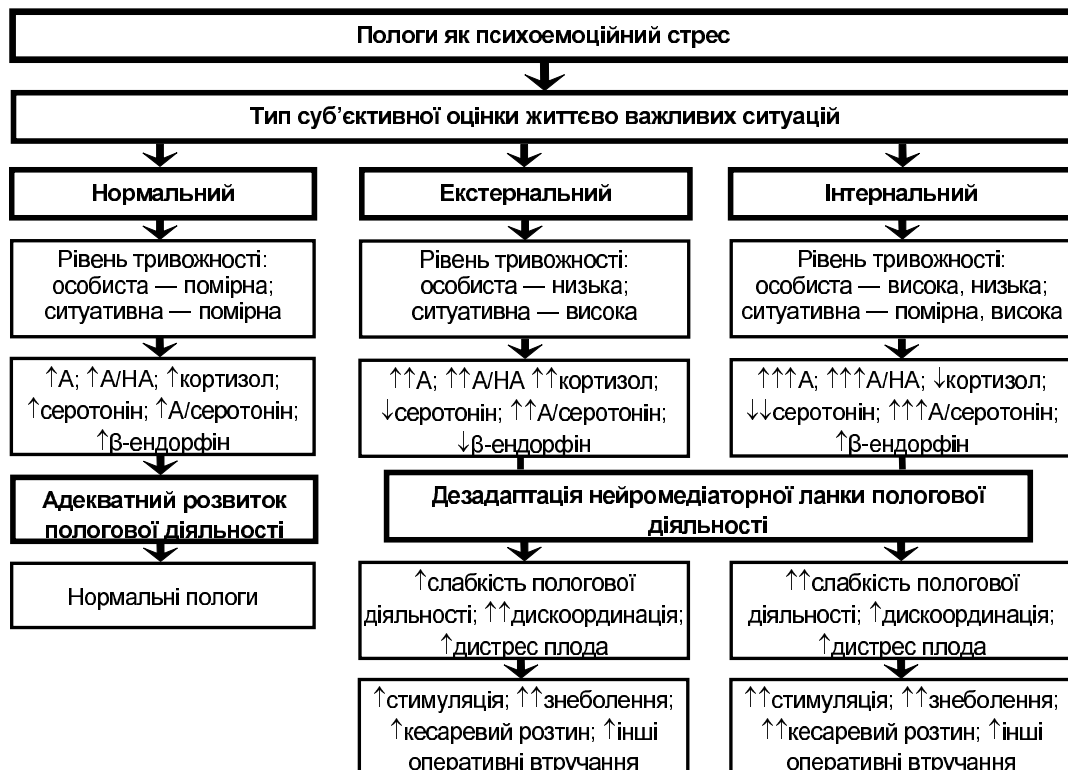 Пологи як психоемоційний стрес
Тип суб’єктивної оцінки життєво важливих ситуацій
Нормальний
Екстернальний
Інтернальний
Рівень тривожності:
особиста — помірна;
ситуативна — помірна
Рівень тривожності:
особиста — низька;
ситуативна — висока
Рівень тривожності:
особиста — висока, низька;
ситуативна — помірна, висока
↑А; ↑А/НА; ↑кортизол;
↑серотонін; ↑А/серотонін;
↑β-ендорфін
↑↑А; ↑↑А/НА ↑↑кортизол;
↓серотонін; ↑↑А/серотонін;
↓β-ендорфін
↑↑↑А; ↑↑↑А/НА; ↓кортизол;
↓↓серотонін; ↑↑↑А/серотонін;
↑β-ендорфін
Адекватний розвиток
пологової діяльності
Дезадаптація нейромедіаторної ланки пологової
діяльності
Нормальні пологи
↑слабкість пологової
діяльності; ↑↑дискоординація;
↑дистрес плода
↑↑слабкість пологової
діяльності; ↑дискоординація;
↑дистрес плода
↑стимуляція; ↑↑знеболення;
↑кесаревий розтин; ↑інші
оперативні втручання
↑↑стимуляція; ↑↑знеболення;
↑↑кесаревий розтин; ↑інші
оперативні втручання